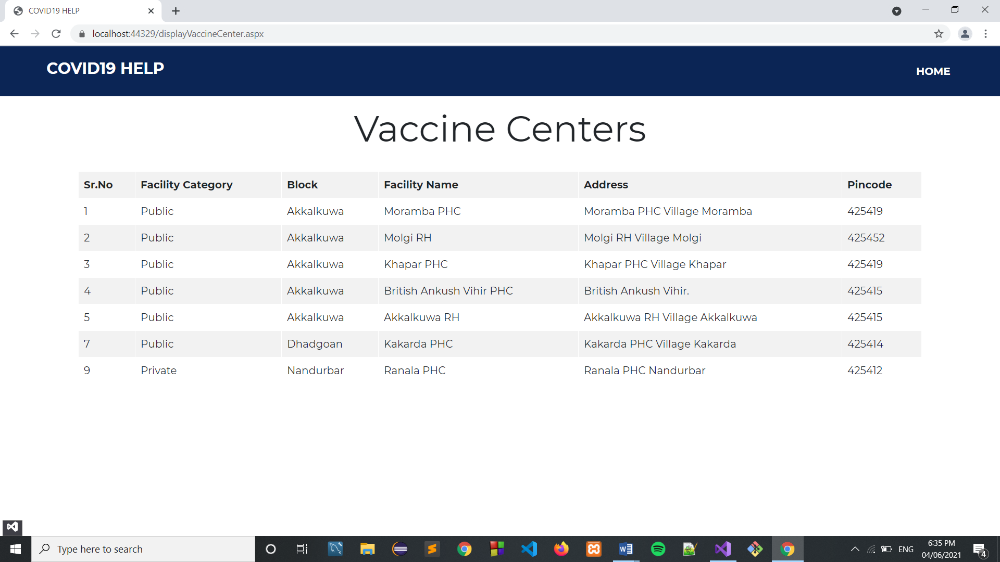 COVID19 HELP
localhost:44329/displayVaccineCenter.aspx
COVID19 HELP HOME
Vaccine Centers
Sr.No Facility Category Block Facility Name Address Pincode
1 Public Akkalkuwa Moramba PHC Moramba PHC Village Moramba 425419
2 Public Akkalkuwa Molgi RH Molgi RH Village Molgi 425452
3 Public Akkalkuwa Khapar PHC Khapar PHC Village Khapar 425419
4 Public Akkalkuwa British Ankush Vihir PHC British Ankush Vihir. 425415
5 Public Akkalkuwa Akkalkuwa RH Akkalkuwa RH Village Akkalkuwa 425415
7 Public Dhadgoan Kakarda PHC Kakarda PHC Village Kakarda 425414
9 Private Nandurbar Ranala PHC Ranala PHC Nandurbar 425412
Type here to search
ENG
6:35 PM
04/06/2021
4